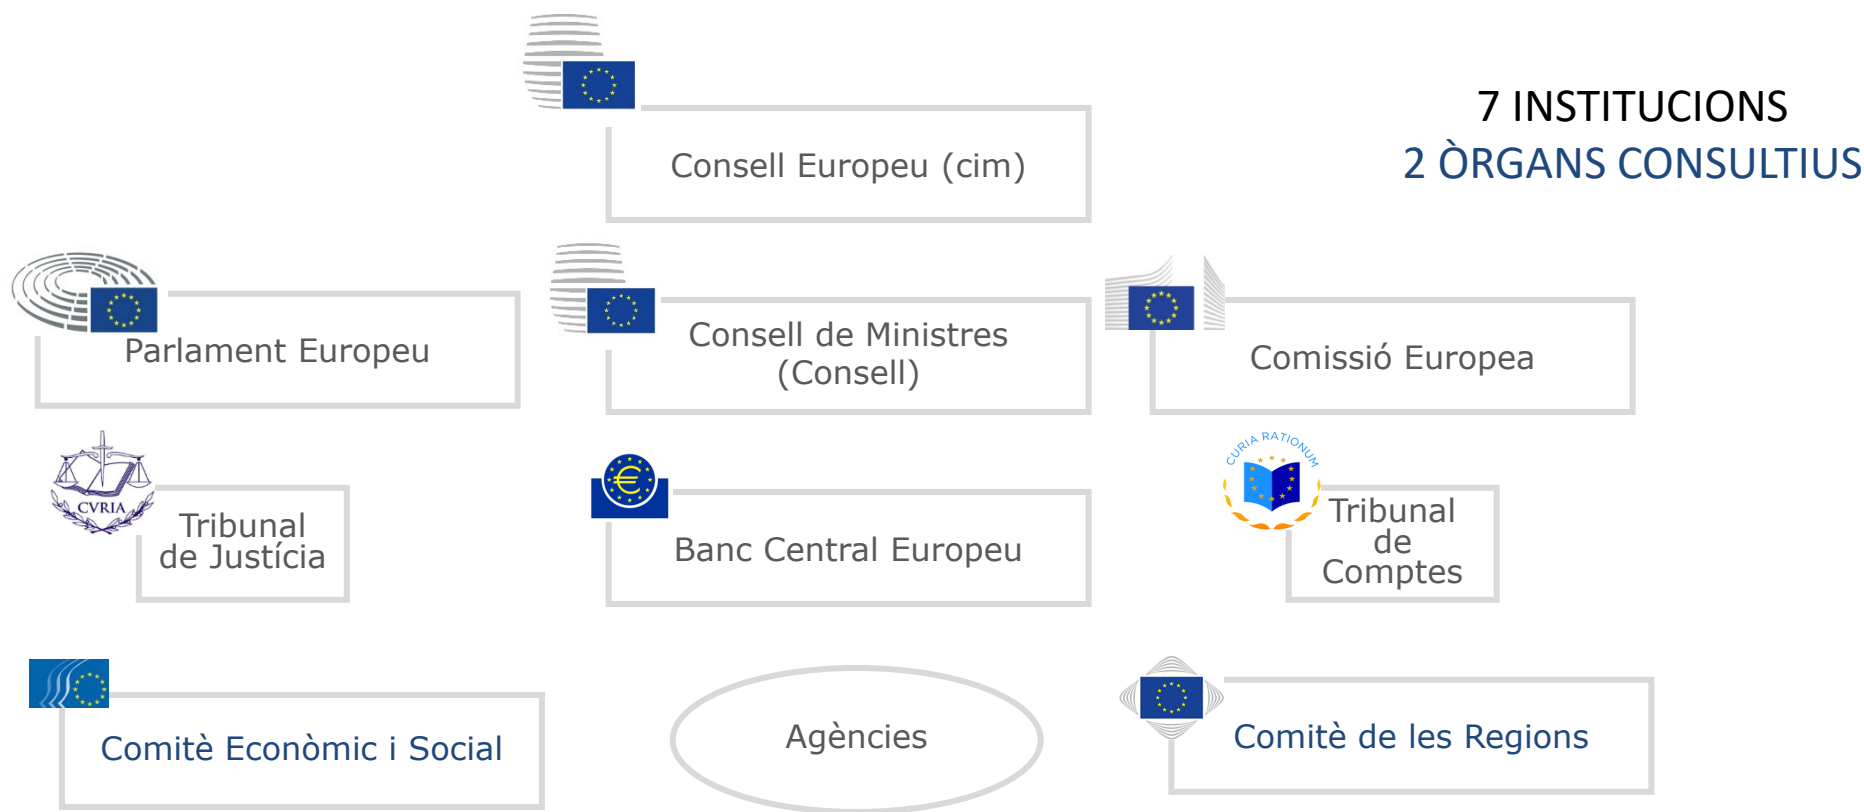 7 INSTITUCIONS
2 ÒRGANS CONSULTIUS
Consell Europeu (cim)
Parlament Europeu
Consell de Ministres
(Consell)
Comissió Europea
CVRIA
Tribunal
de Justícia
€
Banc Central Europeu
CURIA RATIONUM
Tribunal
de
Comptes
Comitè Econòmic i Social
Agències
Comitè de les Regions